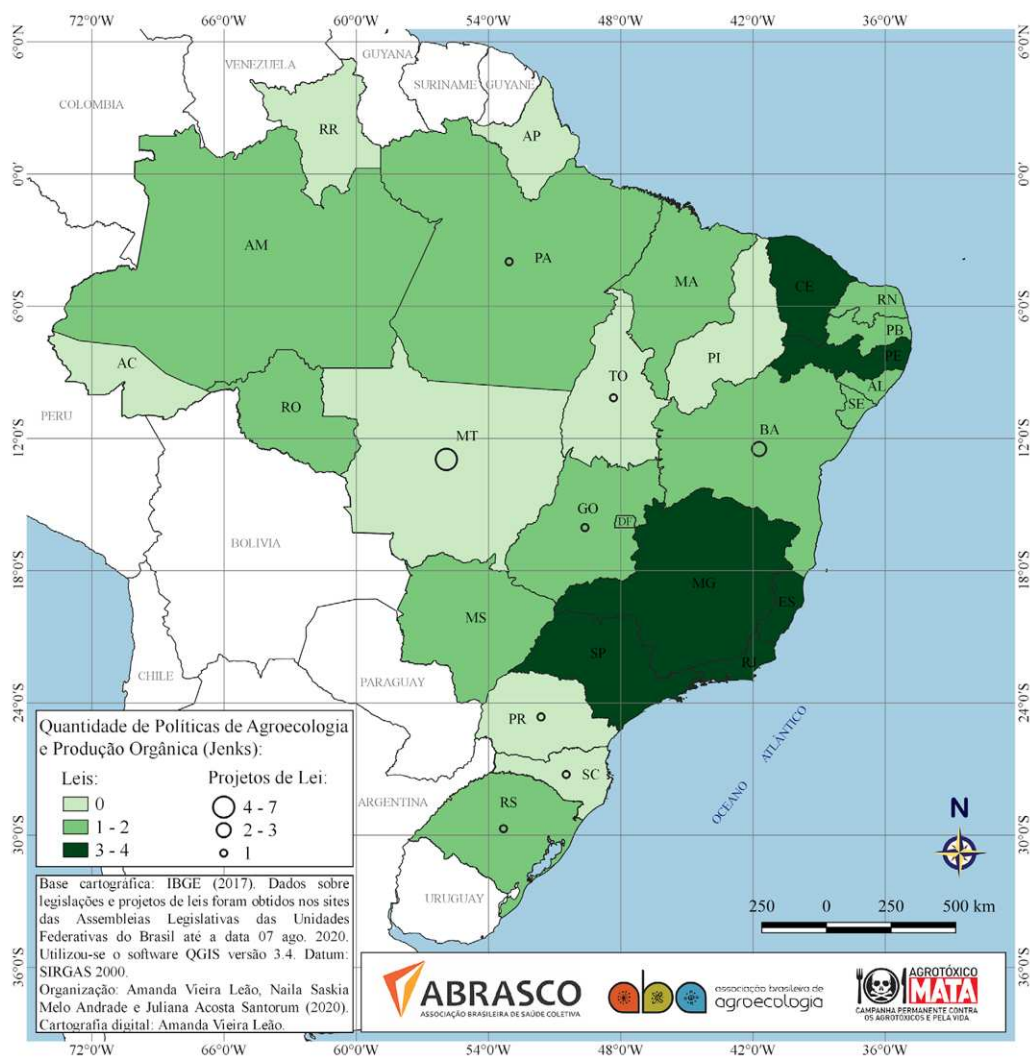 72°0'W 66°0'W 60°0'W 54°0'W 48°0'W 42°0'W 36°0'W
6°0'N 6°0'N
GUYANA
VENEZUELA
SURINAME GUYANE
COLOMBIA
RR
AP
0°0' 0°0'
AM
PA
MA
CE
RN
6°0'S 6°0'S
PB
PE
PI
AC
TO
AL
RO
SE
PERU
BA
12°0'S 12°0'S
MT
GO
DF
BOLIVIA
18°0'S 18°0'S
MG
ES
MS
SP
RJ
CHILE
PARAGUAY
24°0'S 24°0'S
PR
OCEANO ATLÂNTICO
SC
ARGENTINA
RS
N
30°0'S 30°0'S
URUGUAY
Quantidade de Políticas de Agroecologia
e Produção Orgânica (Jenks):
Leis: Projetos de Lei:
0 4 - 7
1 - 2 2 - 3
3 - 4 1
250 0 250 500 km
Base cartográfica: IBGE (2017). Dados sobre
legislações e projetos de leis foram obtidos nos sites
das Assembleias Legislativas das Unidades
Federativas do Brasil até a data 07 ago. 2020.
Utilizou-se o software QGIS versão 3.4. Datum:
SIRGAS 2000.
Organização: Amanda Vieira Leão, Naila Saskia
Melo Andrade e Juliana Acosta Santorum (2020).
Cartografia digital: Amanda Vieira Leão.
36°0'S 36°0'S
ABRASCO
ASSOCIAÇÃO BRASILEIRA DE SAÚDE COLETIVA
aba
associação brasileira de
agroecologia
AGROTÓXICO
MATA
CAMPANHA PERMANENTE CONTRA
OS AGROTÓXICOS E PELA VIDA
72°0'W 66°0'W 60°0'W 54°0'W 48°0'W 42°0'W 36°0'W